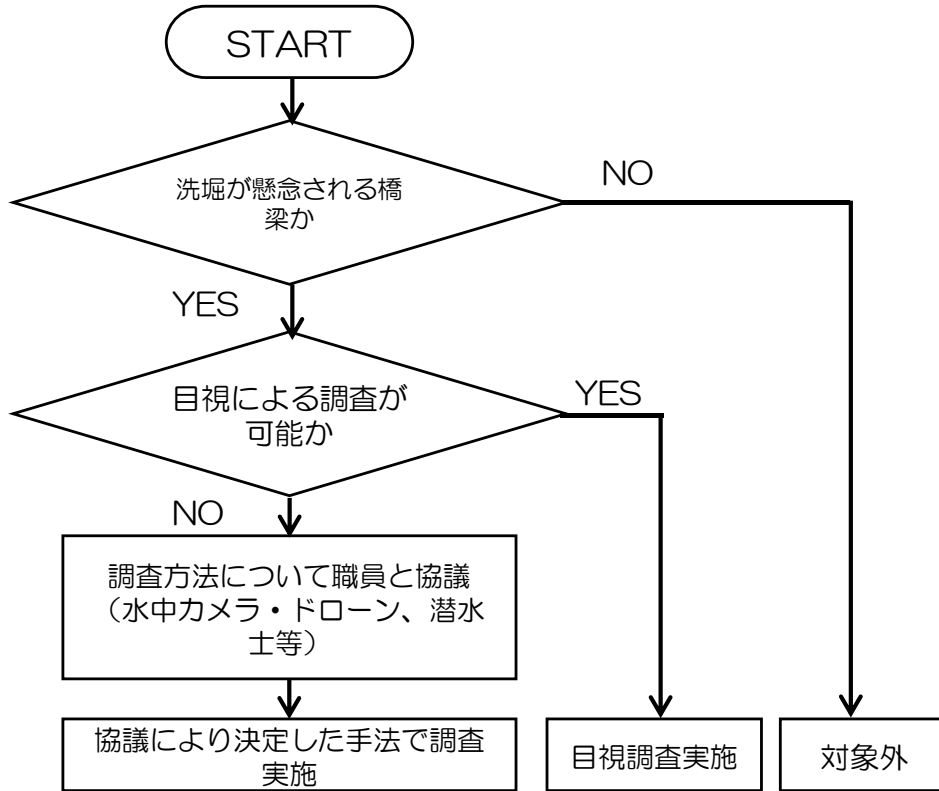 START
洗堀が懸念される橋
梁か
NO
YES
目視による調査が
可能か
YES
NO
調査方法について職員と協議
（水中カメラ・ドローン、潜水
士等）
協議により決定した手法で調査
実施
目視調査実施
対象外